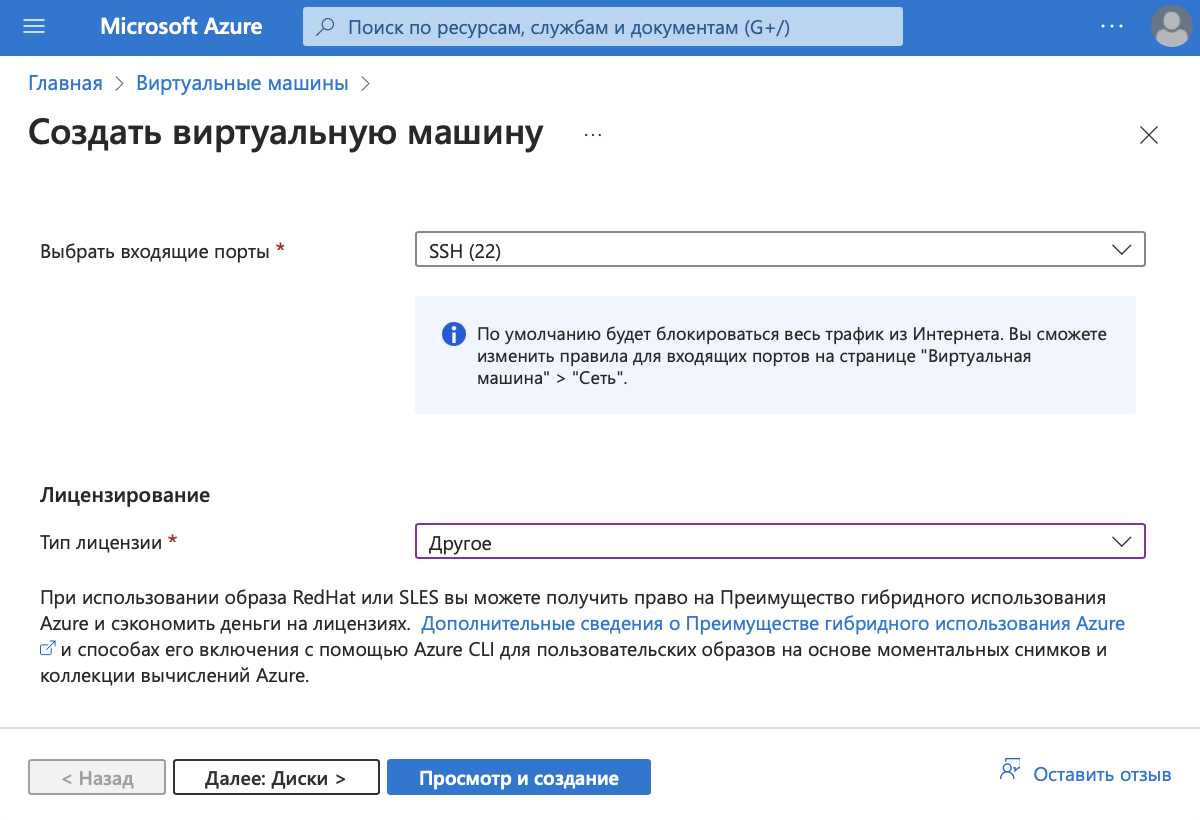 Microsoft Azure
Поиск по ресурсам, службам и документам (G+/)
Главная > Виртуальные машины >
Создать виртуальную машину ...
Выбрать входящие порты *
SSH (22)
По умолчанию будет блокироваться весь трафик из Интернета. Вы сможете
изменить правила для входящих портов на странице "Виртуальная
машина" > "Сеть".
Лицензирование
Тип лицензии *
Другое
При использовании образа RedHat или SLES вы можете получить право на Преимущество гибридного использования
Azure и сэкономить деньги на лицензиях. Дополнительные сведения о Преимуществе гибридного использования Azure
и способах его включения с помощью Azure CLI для пользовательских образов на основе моментальных снимков и
коллекции вычислений Azure.
< Назад
Далее: Диски >
Просмотр и создание
Оставить отзыв